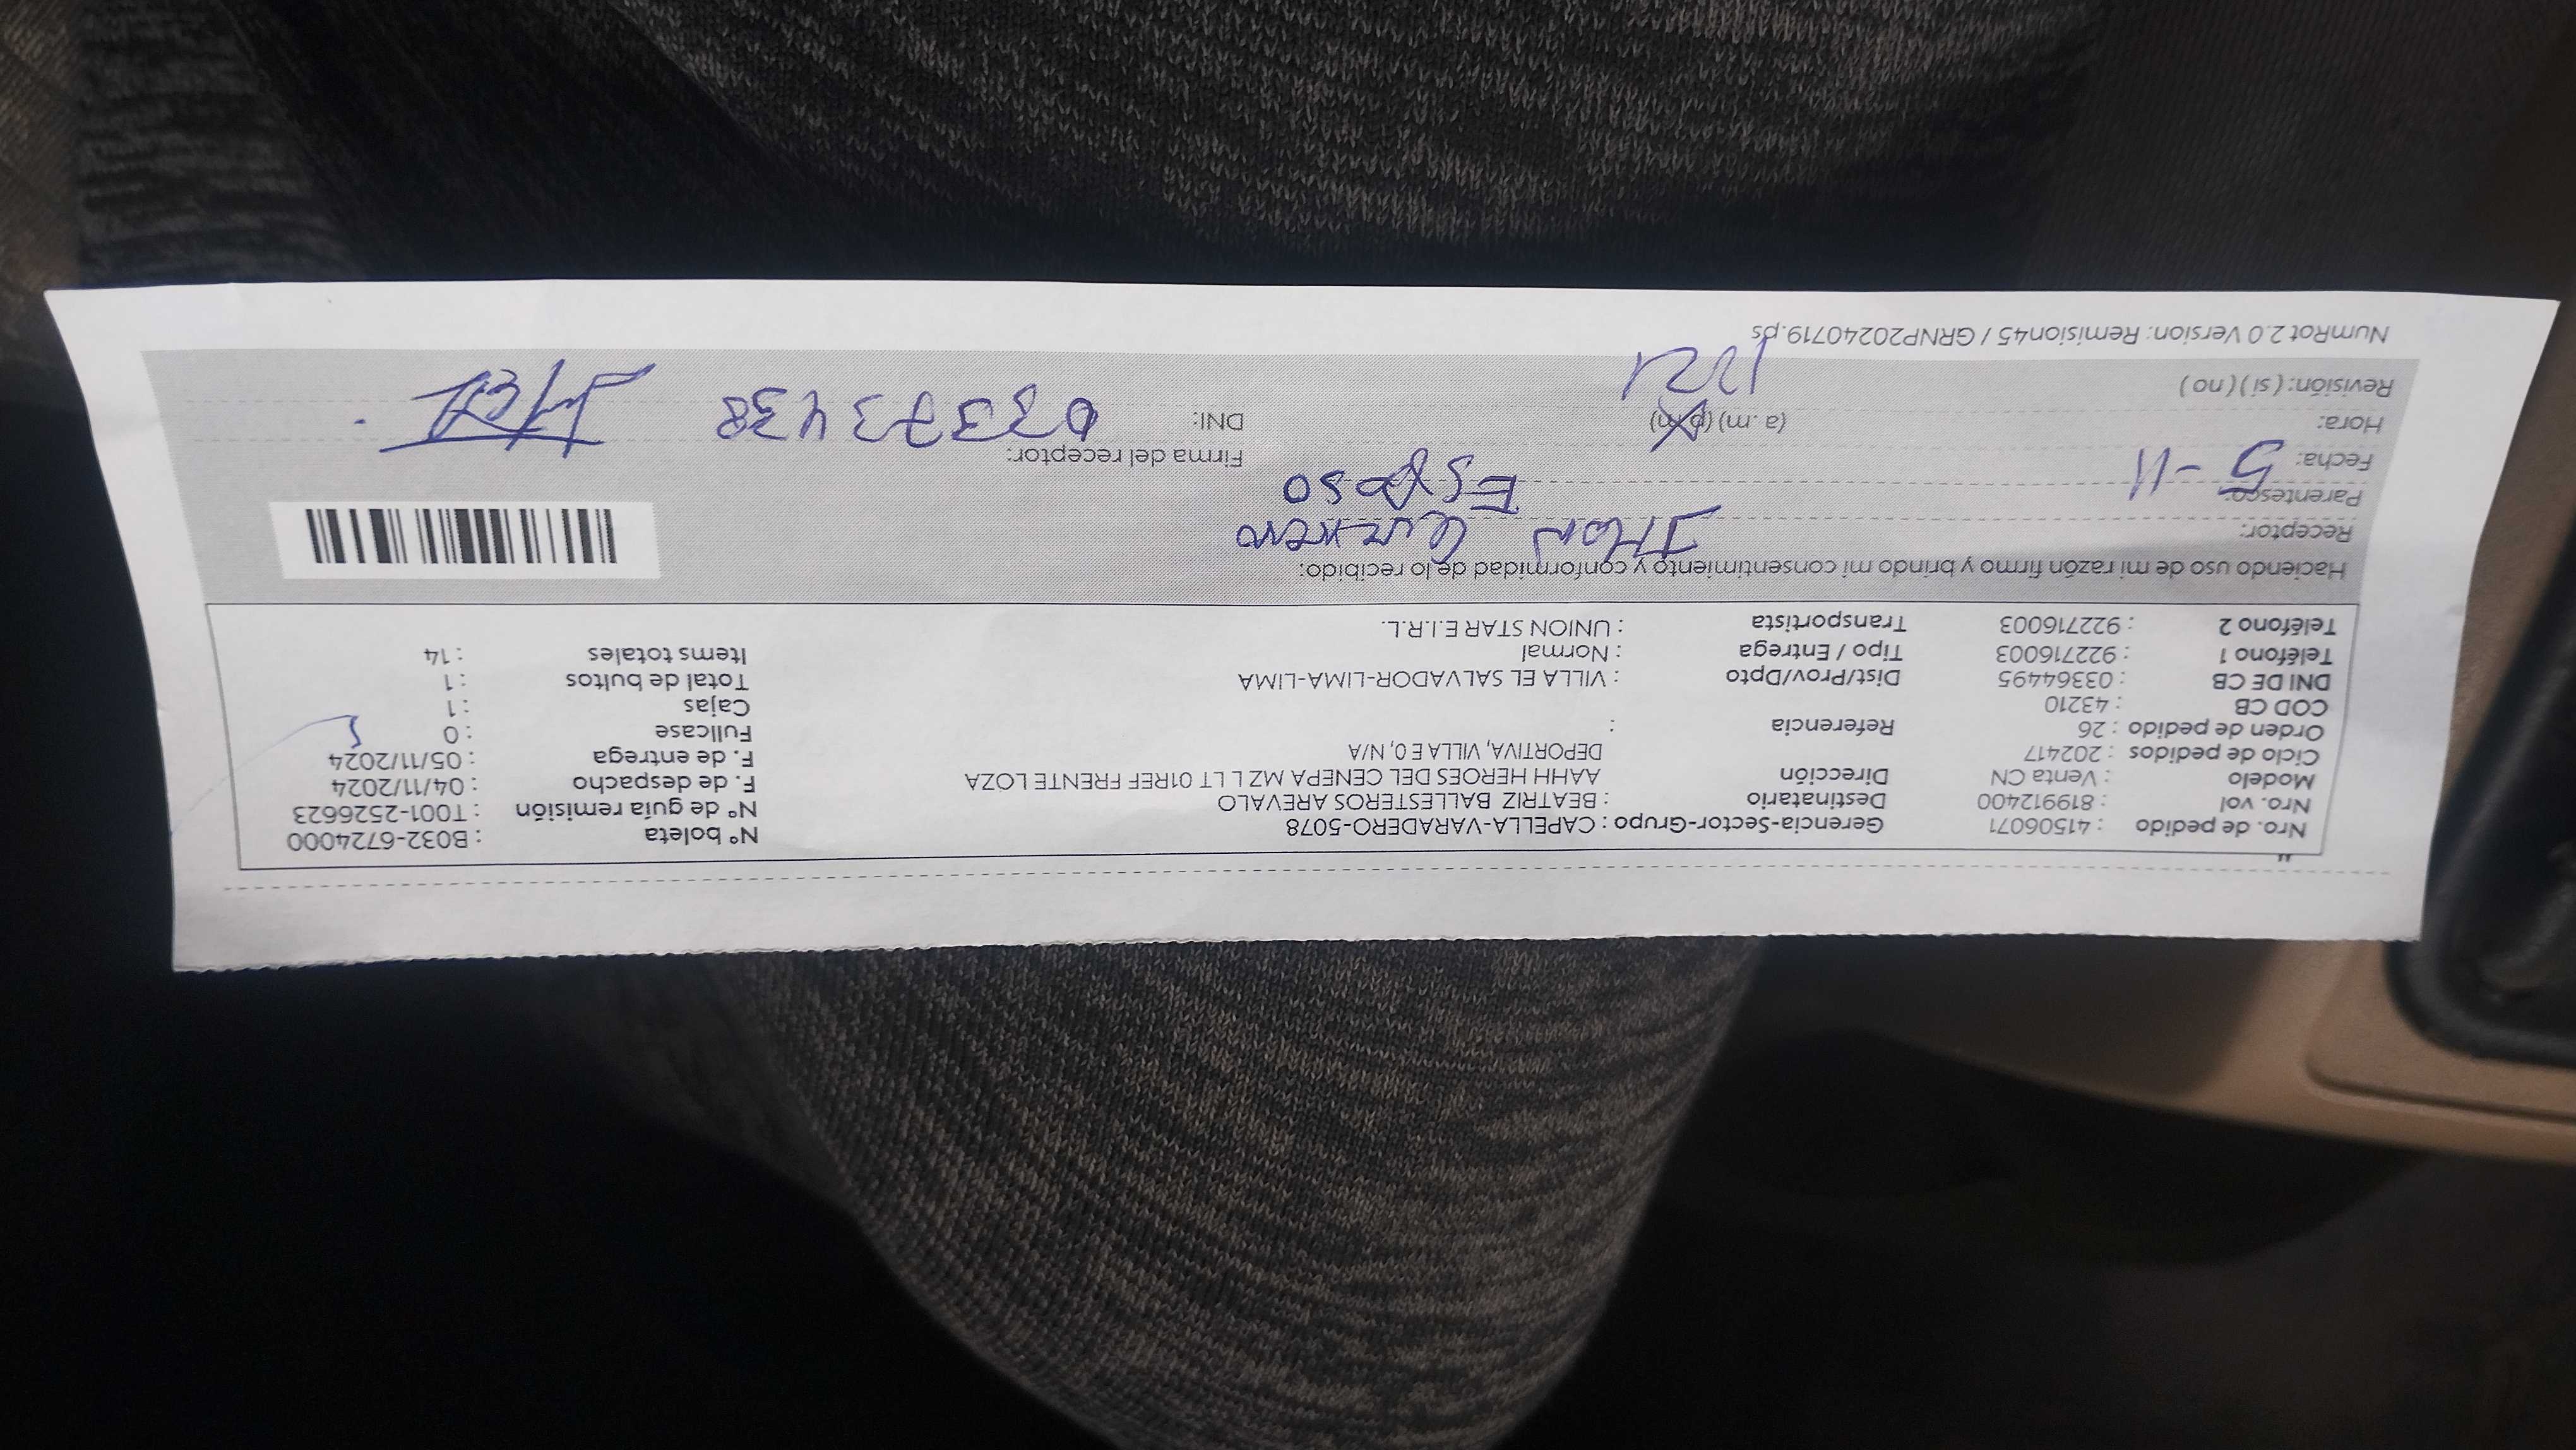 Nro. de pedido : 41506071 Gerencia-Sector-Grupo : CAPELLA-VARADERO-5078 N° boleta : B032-6724000
Nro. vol : 819912400 Destinatario : BEATRIZ BALLESTEROS AREVALO N° de guía remisión : T001-2526623
Modelo : Venta CN Dirección AAHH HEROES DEL CENEPA MZ L LT 01REF FRENTE LOZA F. de despacho : 04/11/2024
Ciclo de pedidos : 202417 DEPORTIVA, VILLA E 0, N/A F. de entrega : 05/11/2024
Orden de pedido : 26 Referencia : Fullcase : 0
COD CB : 43210 Cajas : 1
DNI DE CB : 03364495 Dist/Prov/Dpto : VILLA EL SALVADOR-LIMA-LIMA Total de bultos : 1
Teléfono 1 : 922716003 Tipo / Entrega : Normal Items totales : 14
Teléfono 2 : 922716003 Transportista : UNION STAR E.I.R.L.
Haciendo uso de mi razón firmo y brindo mi consentimiento y conformidad de lo recibido:
Receptor:
Parentesco: Esposo
Fecha: 5-11 Firma del receptor:
Hora: (a.m) (p.m) DNI: 03373438
Revisión: ( si ) ( no )
NumRot 2.0 Version: Remision45 / GRNP20240719.ps